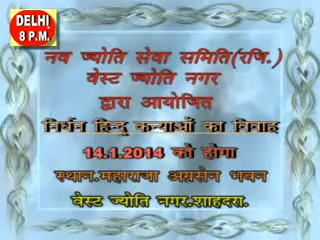 DELHI
8 P.M.
नव ज्योति सेवा समिति(रजि.)
वेस्ट ज्योति नगर
द्वारा आयोजित
निर्धन हिन्दु कन्याओं का विवाह
14.1.2014 को होगा
स्थान.महाराजा अग्रसेन भवन
वेस्ट ज्योति नगर.शाहदरा.